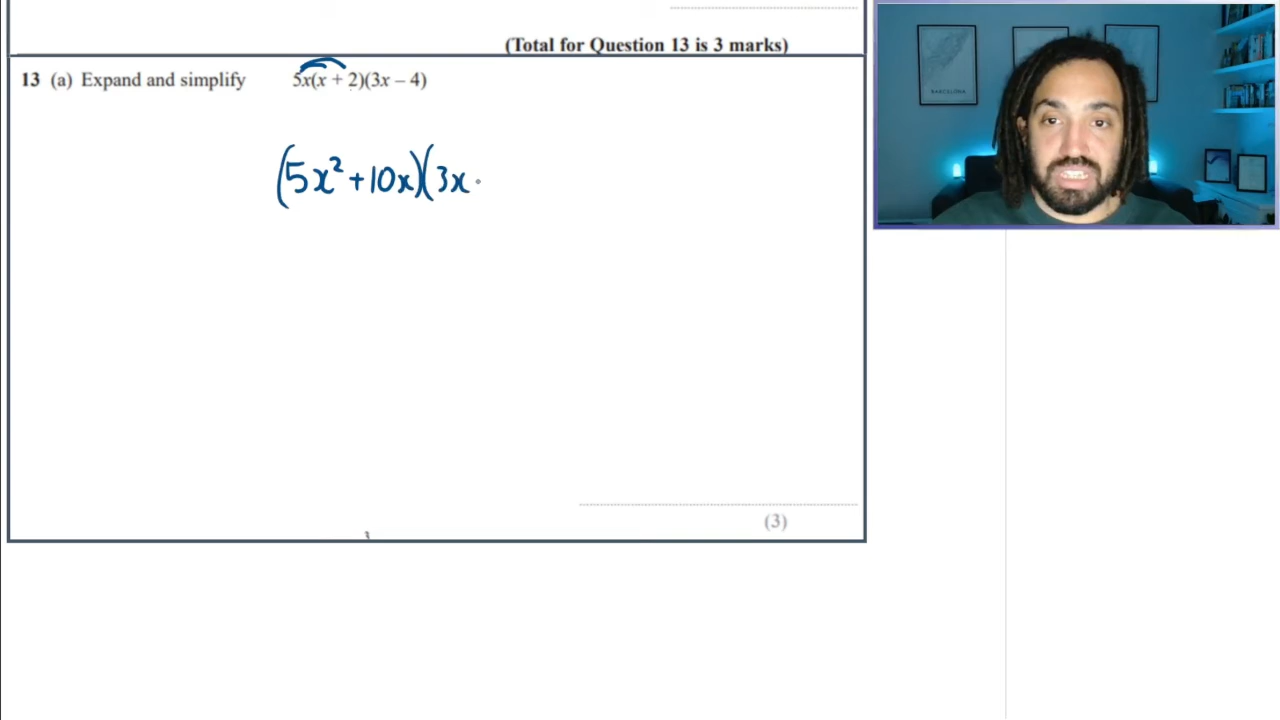 (Total for Question 13 is 3 marks)
13 (a) Expand and simplify 5x(x + 2)(3x – 4)
(5x² + 10x)(3x
(3)
BARCELONA